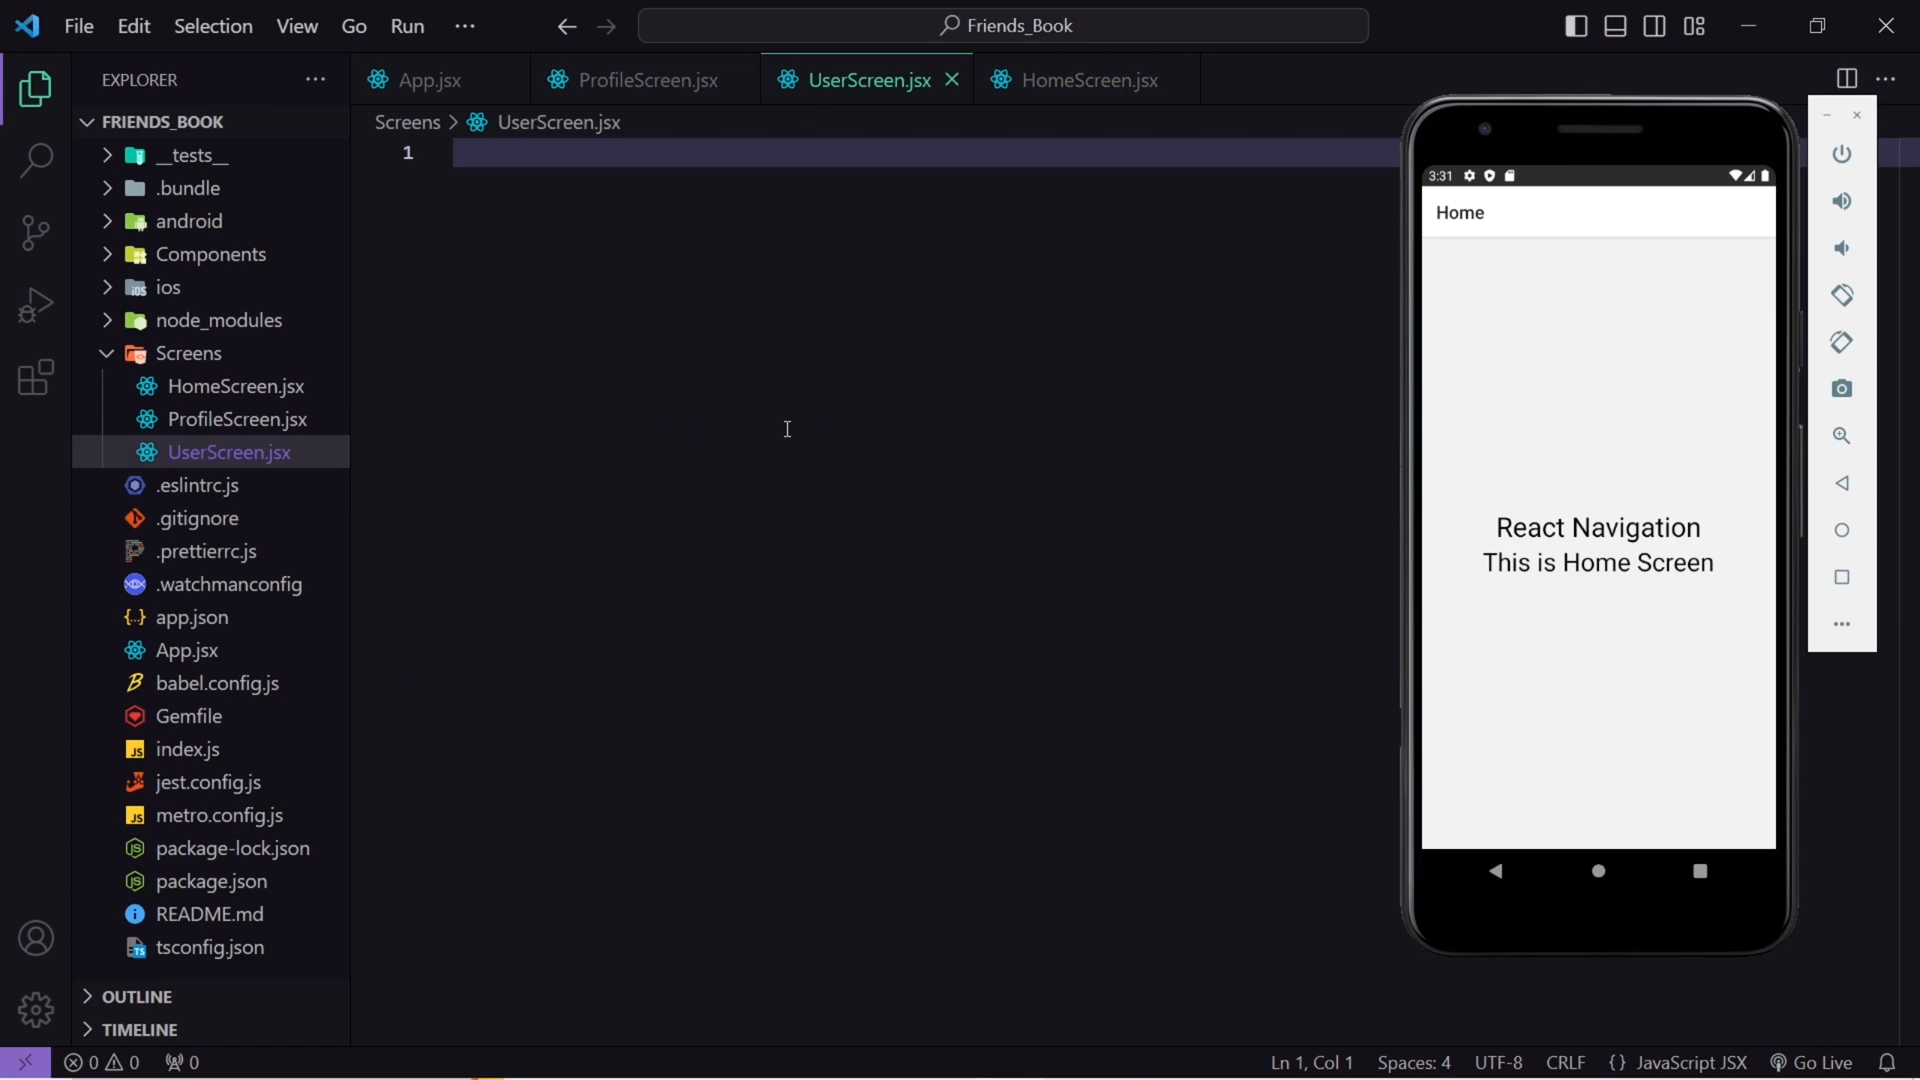 File Edit Selection View Go Run ···
Friends_Book
EXPLORER
App.jsx
ProfileScreen.jsx
UserScreen.jsx
HomeScreen.jsx
FRIENDS_BOOK
Screens > UserScreen.jsx
1
__tests__
.bundle
android
Components
ios
node_modules
Screens
HomeScreen.jsx
ProfileScreen.jsx
UserScreen.jsx
.eslintrc.js
.gitignore
.prettierrc.js
.watchmanconfig
app.json
App.jsx
babel.config.js
Gemfile
index.js
jest.config.js
metro.config.js
package-lock.json
package.json
README.md
tsconfig.json
OUTLINE
TIMELINE
3:31
Home
React Navigation
This is Home Screen
0 0 0
Ln 1, Col 1
Spaces: 4
UTF-8
CRLF
{} JavaScript JSX
Go Live